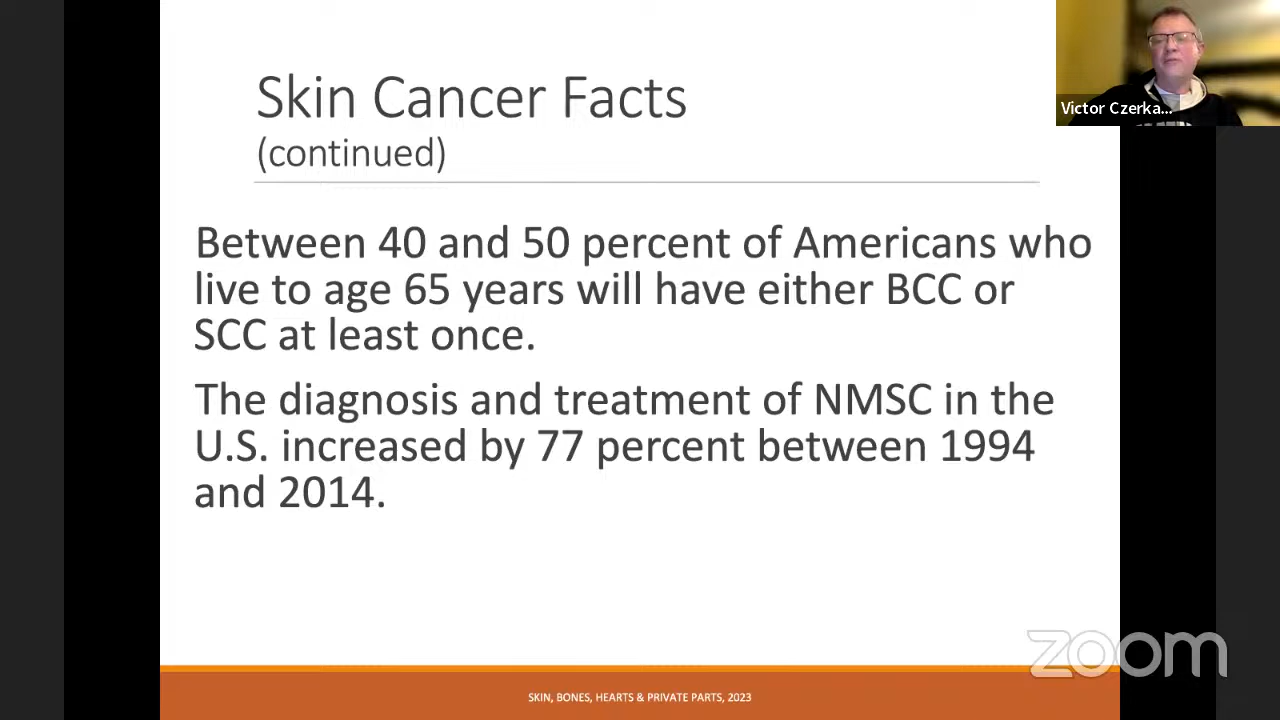 Skin Cancer Facts
(continued)
Victor Czerka...
Between 40 and 50 percent of Americans who
live to age 65 years will have either BCC or
SCC at least once.
The diagnosis and treatment of NMSC in the
U.S. increased by 77 percent between 1994
and 2014.
zoom
SKIN, BONES, HEARTS & PRIVATE PARTS, 2023